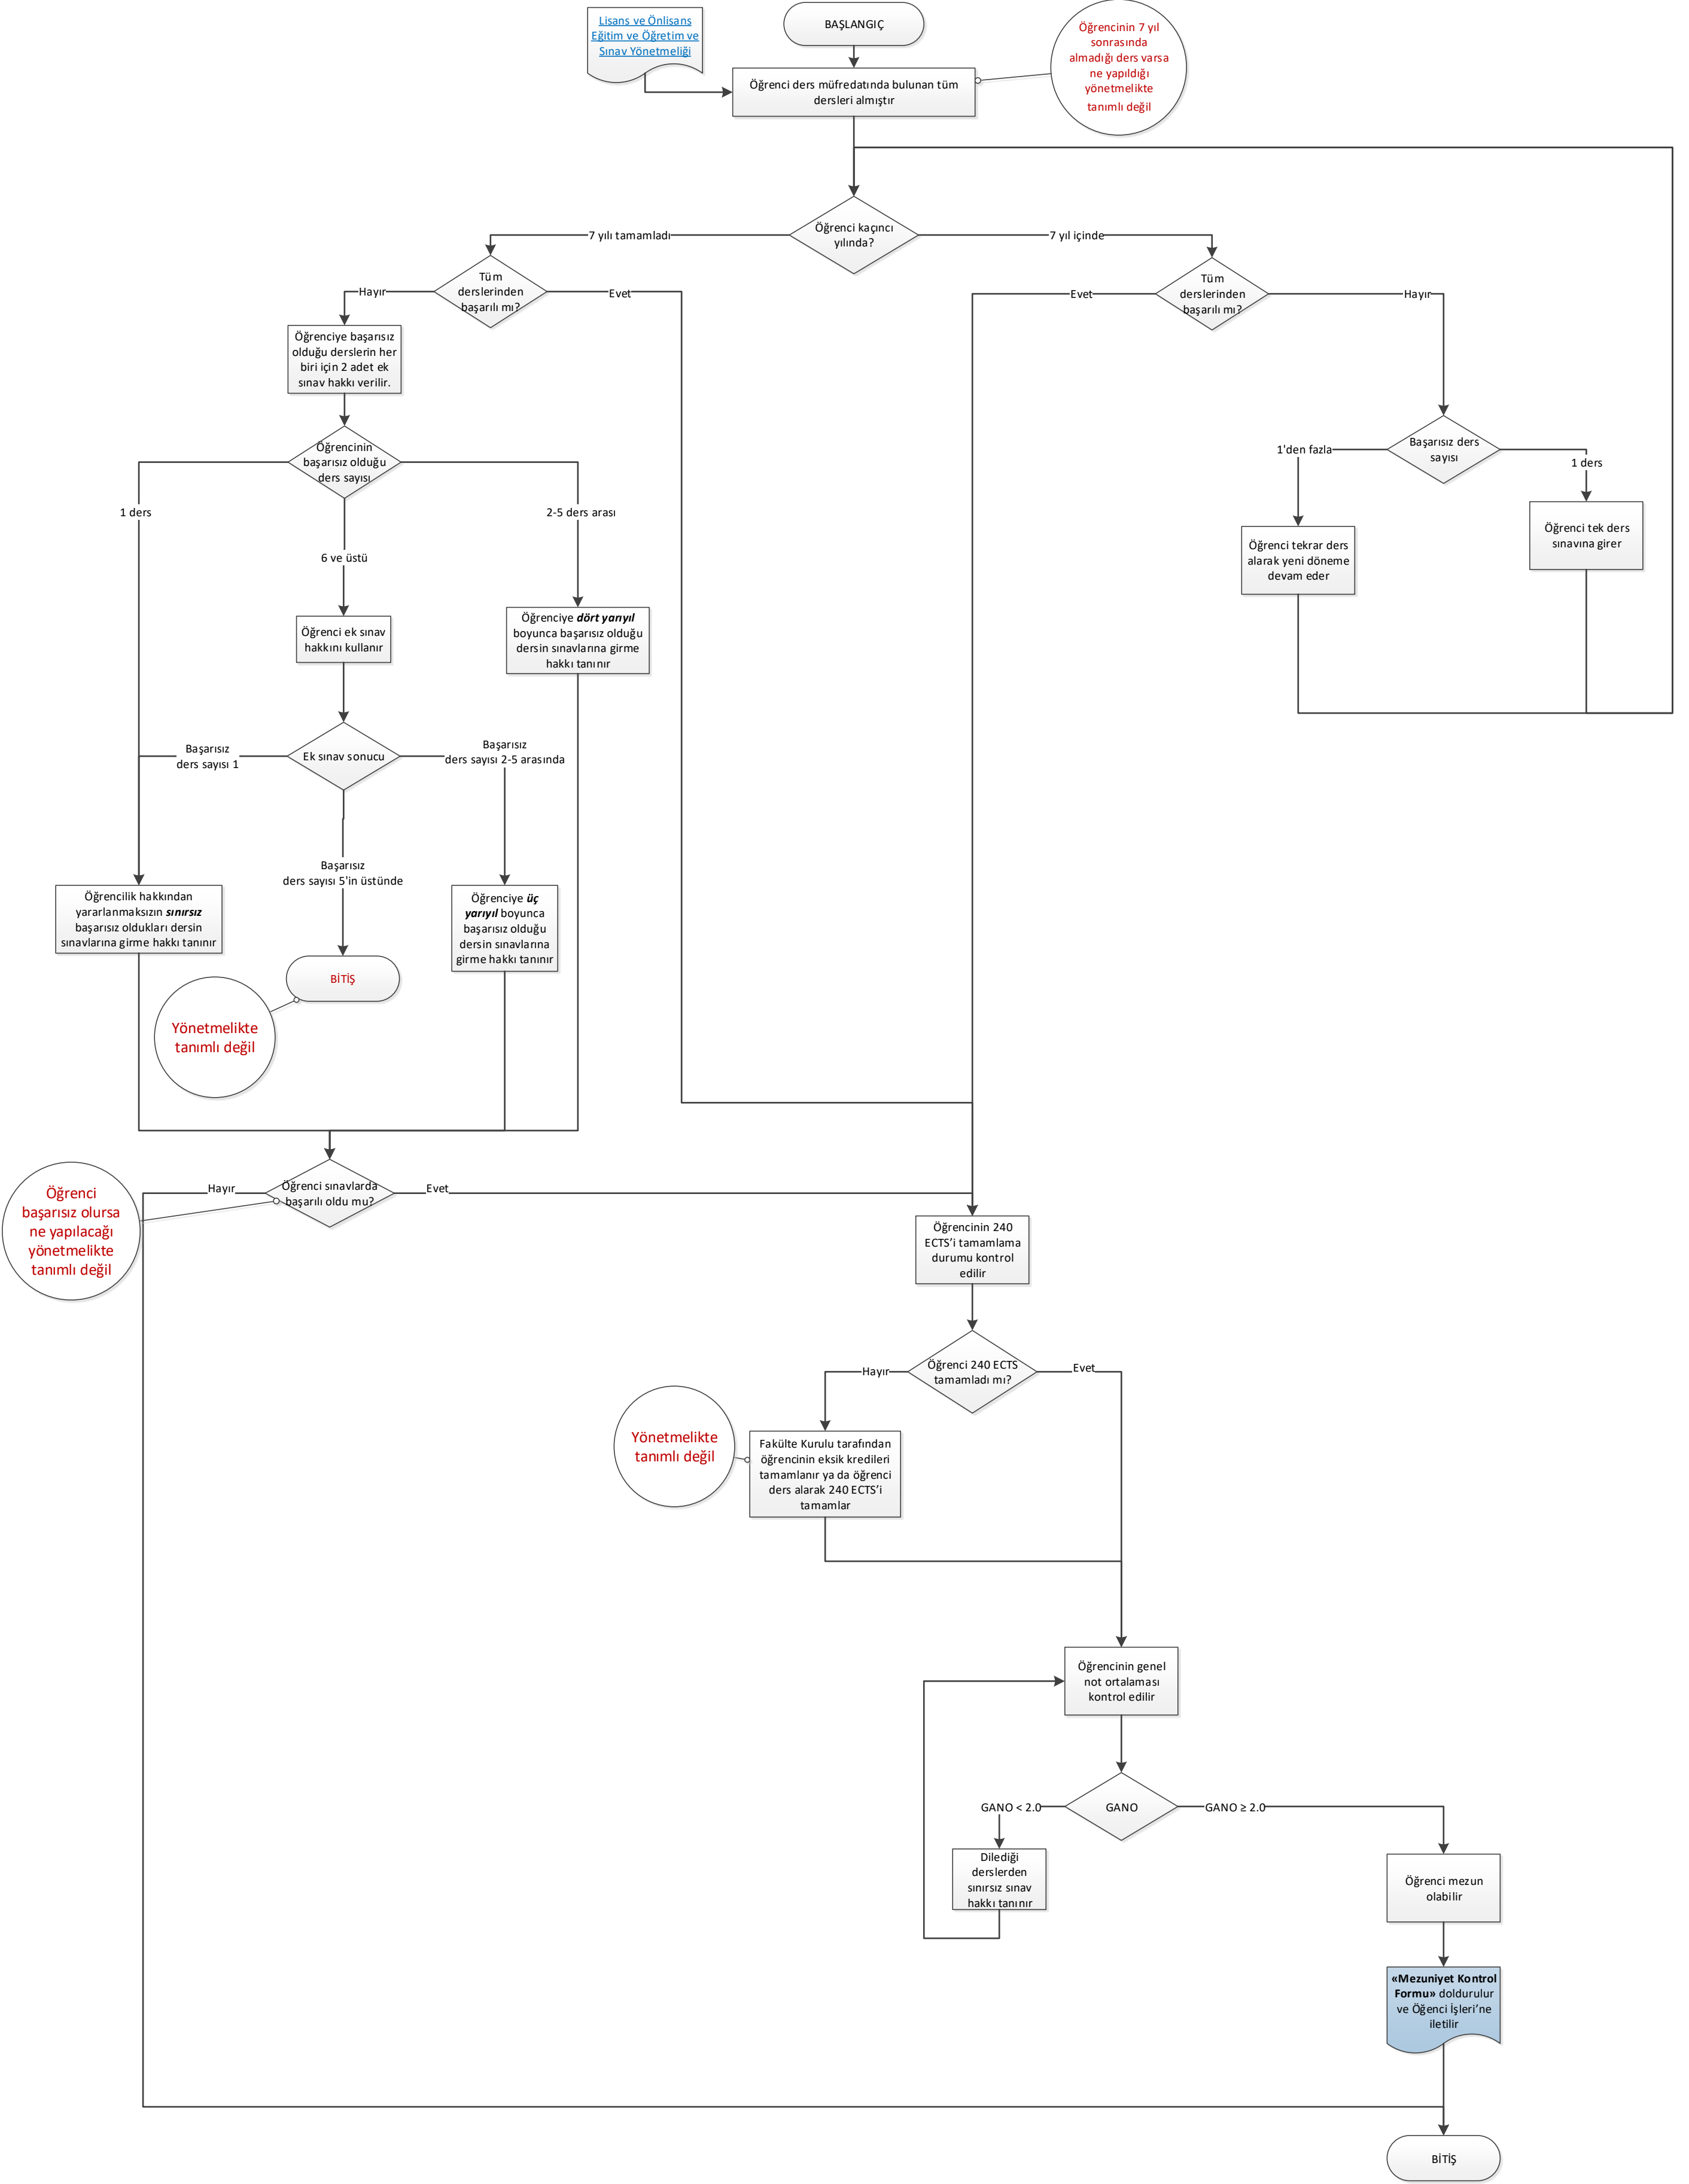 Lisans ve Önlisans
Eğitim ve Öğretim ve
Sınav Yönetmeliği
BAŞLANGIÇ
Öğrencinin 7 yıl
sonrasında
almadığı ders varsa
ne yapıldığı
yönetmelikte
tanımlı değil
Öğrenci ders müfredatında bulunan tüm
dersleri almıştır
Öğrenci kaçıncı
yılında?
7 yılı tamamladı
7 yıl içinde
Tüm
derslerinden
başarılı mı?
Hayır
Evet
Tüm
derslerinden
başarılı mı?
Evet
Hayır
Öğrenciye başarısız
olduğu derslerin her
biri için 2 adet ek
sınav hakkı verilir.
Öğrencinin
başarısız olduğu
ders sayısı
Başarısız ders
sayısı
1'den fazla
1 ders
1 ders
2-5 ders arası
6 ve üstü
Öğrenci tekrar ders
alarak yeni döneme
devam eder
Öğrenci tek ders
sınavına girer
Öğrenci ek sınav
hakkını kullanır
Öğrenciye dört yarıyıl
boyunca başarısız olduğu
dersin sınavlarına girme
hakkı tanınır
Ek sınav sonucu
Başarısız
ders sayısı 1
Başarısız
ders sayısı 2-5 arasında
Başarısız
ders sayısı 5'in üstünde
Öğrencilik hakkından
yararlanmaksızın sınırsız
başarısız oldukları dersin
sınavlarına girme hakkı tanınır
Öğrenciye üç
yarıyıl boyunca
başarısız olduğu
dersin sınavlarına
girme hakkı tanınır
BİTİŞ
Yönetmelikte
tanımlı değil
Öğrenci sınavlarda
başarılı oldu mu?
Hayır
Evet
Öğrenci
başarısız olursa
ne yapılacağı
yönetmelikte
tanımlı değil
Öğrencinin 240
ECTS’i tamamlama
durumu kontrol
edilir
Öğrenci 240 ECTS
tamamladı mı?
Hayır
Evet
Yönetmelikte
tanımlı değil
Fakülte Kurulu tarafından
öğrencinin eksik kredileri
tamamlanır ya da öğrenci
ders alarak 240 ECTS’i
tamamlar
Öğrencinin genel
not ortalaması
kontrol edilir
GANO
GANO < 2.0
GANO ≥ 2.0
Dilediği
derslerden
sınırsız sınav
hakkı tanınır
Öğrenci mezun
olabilir
«Mezuniyet Kontrol
Formu» doldurulur
ve Öğenci İşleri’ne
iletilir
BİTİŞ